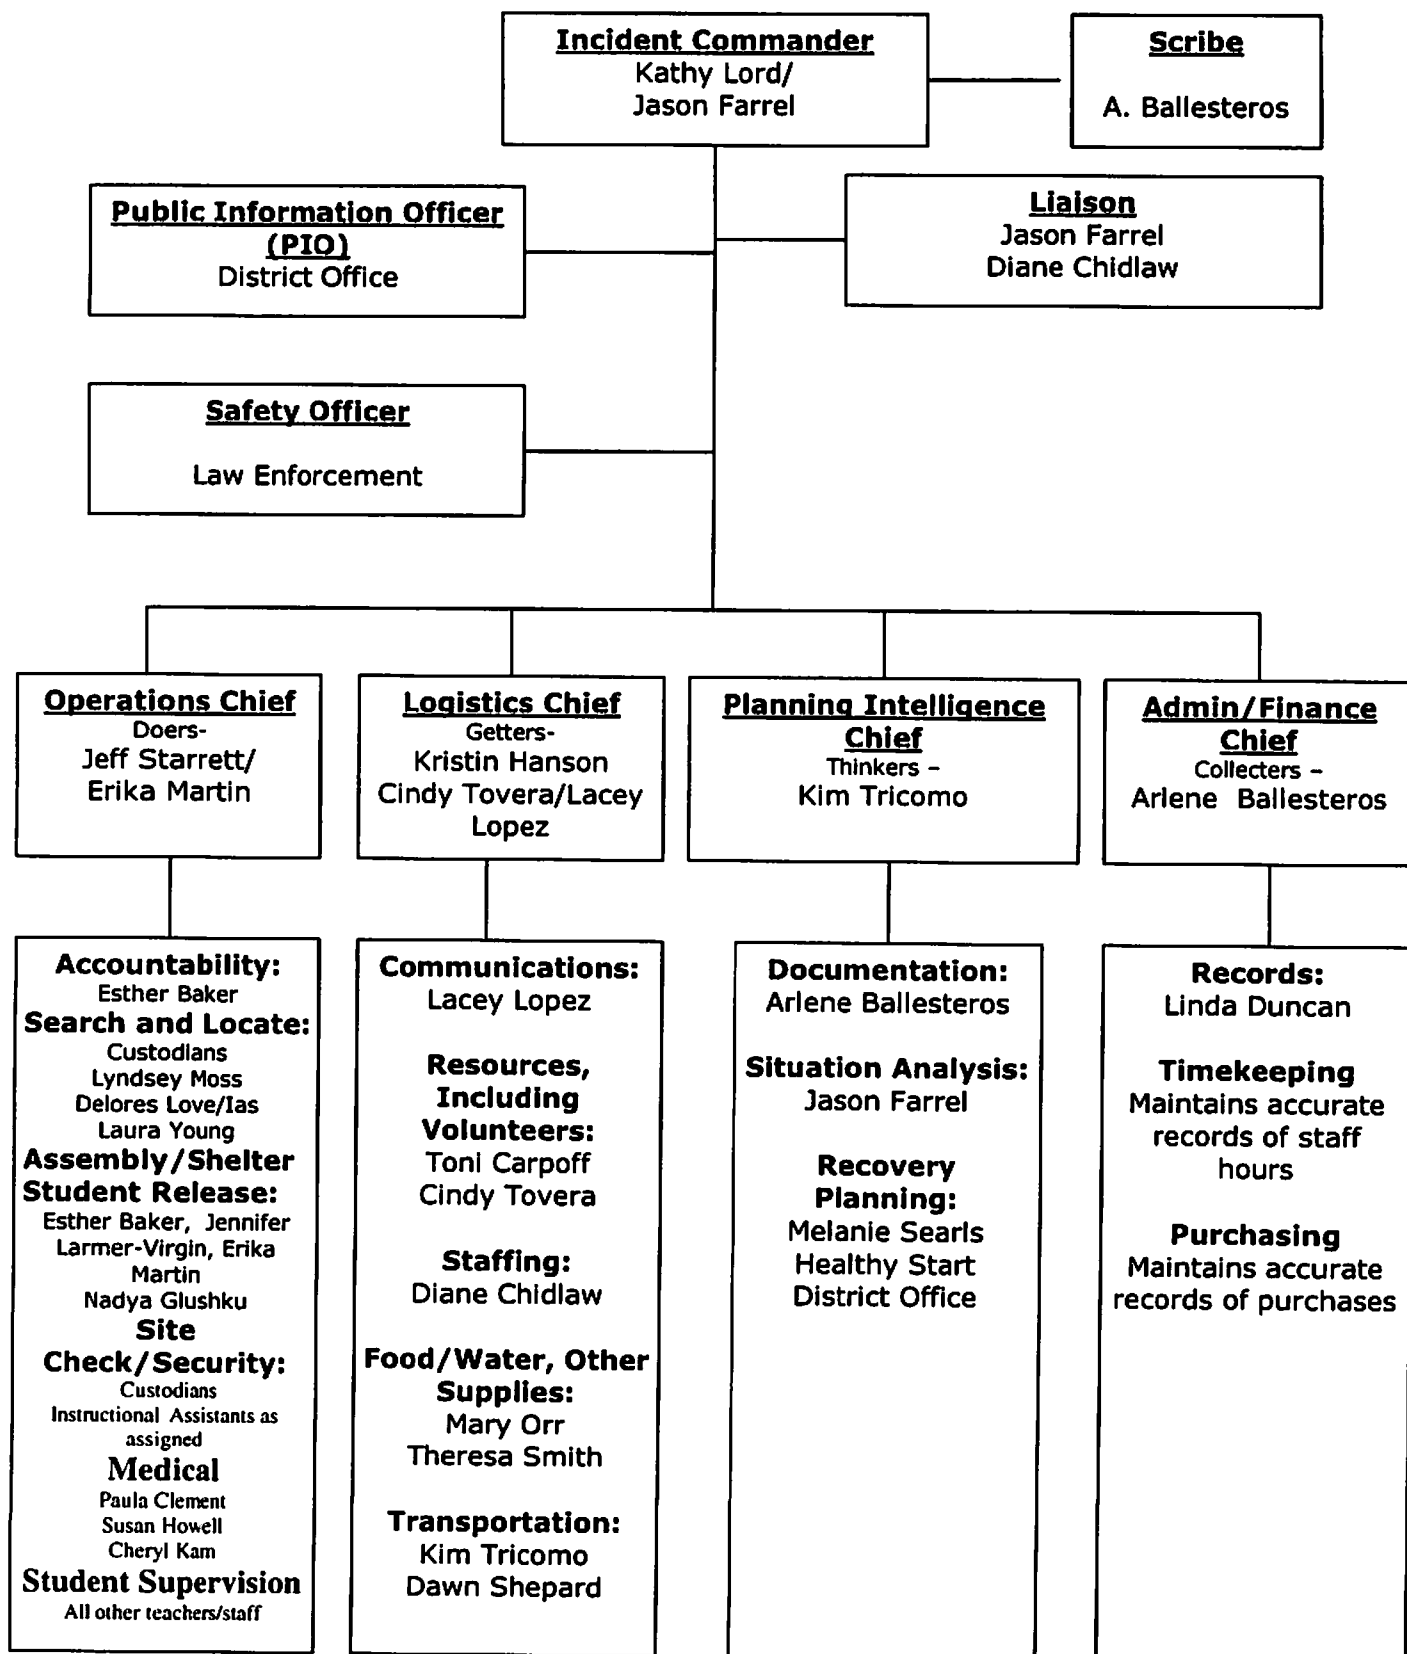 Incident Commander
Kathy Lord/
Jason Farrel
Scribe
A. Ballesteros
Public Information Officer
(PIO)
District Office
Liaison
Jason Farrel
Diane Chidlaw
Safety Officer
Law Enforcement
Operations Chief
Doers-
Jeff Starrett/
Erika Martin
Logistics Chief
Getters-
Kristin Hanson
Cindy Tovera/Lacey
Lopez
Planning Intelligence
Chief
Thinkers –
Kim Tricomo
Admin/Finance
Chief
Collecters –
Arlene Ballesteros
Accountability:
Esther Baker
Search and Locate:
Custodians
Lyndsey Moss
Delores Love/Ias
Laura Young
Assembly/Shelter
Student Release:
Esther Baker, Jennifer
Larmer-Virgin, Erika
Martin
Nadya Glushku
Site
Check/Security:
Custodians
Instructional Assistants as
assigned
Medical
Paula Clement
Susan Howell
Cheryl Kam
Student Supervision
All other teachers/staff
Communications:
Lacey Lopez
Resources,
Including
Volunteers:
Toni Carpoff
Cindy Tovera
Staffing:
Diane Chidlaw
Food/Water, Other
Supplies:
Mary Orr
Theresa Smith
Transportation:
Kim Tricomo
Dawn Shepard
Documentation:
Arlene Ballesteros
Situation Analysis:
Jason Farrel
Recovery
Planning:
Melanie Searls
Healthy Start
District Office
Records:
Linda Duncan
Timekeeping
Maintains accurate
records of staff
hours
Purchasing
Maintains accurate
records of purchases